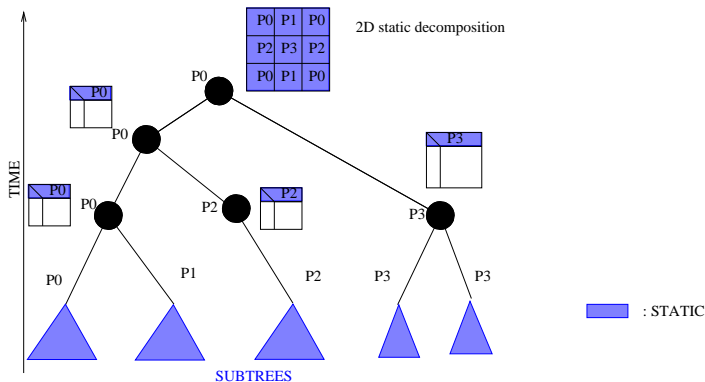 P0 P1 P0
2D static decomposition
P2 P3 P2
P0 P1 P0
P0
P0
P0
P3
P0
P0
P2
P2
P3
TIME
P0
P1
P2
P3
P3
: STATIC
SUBTREES